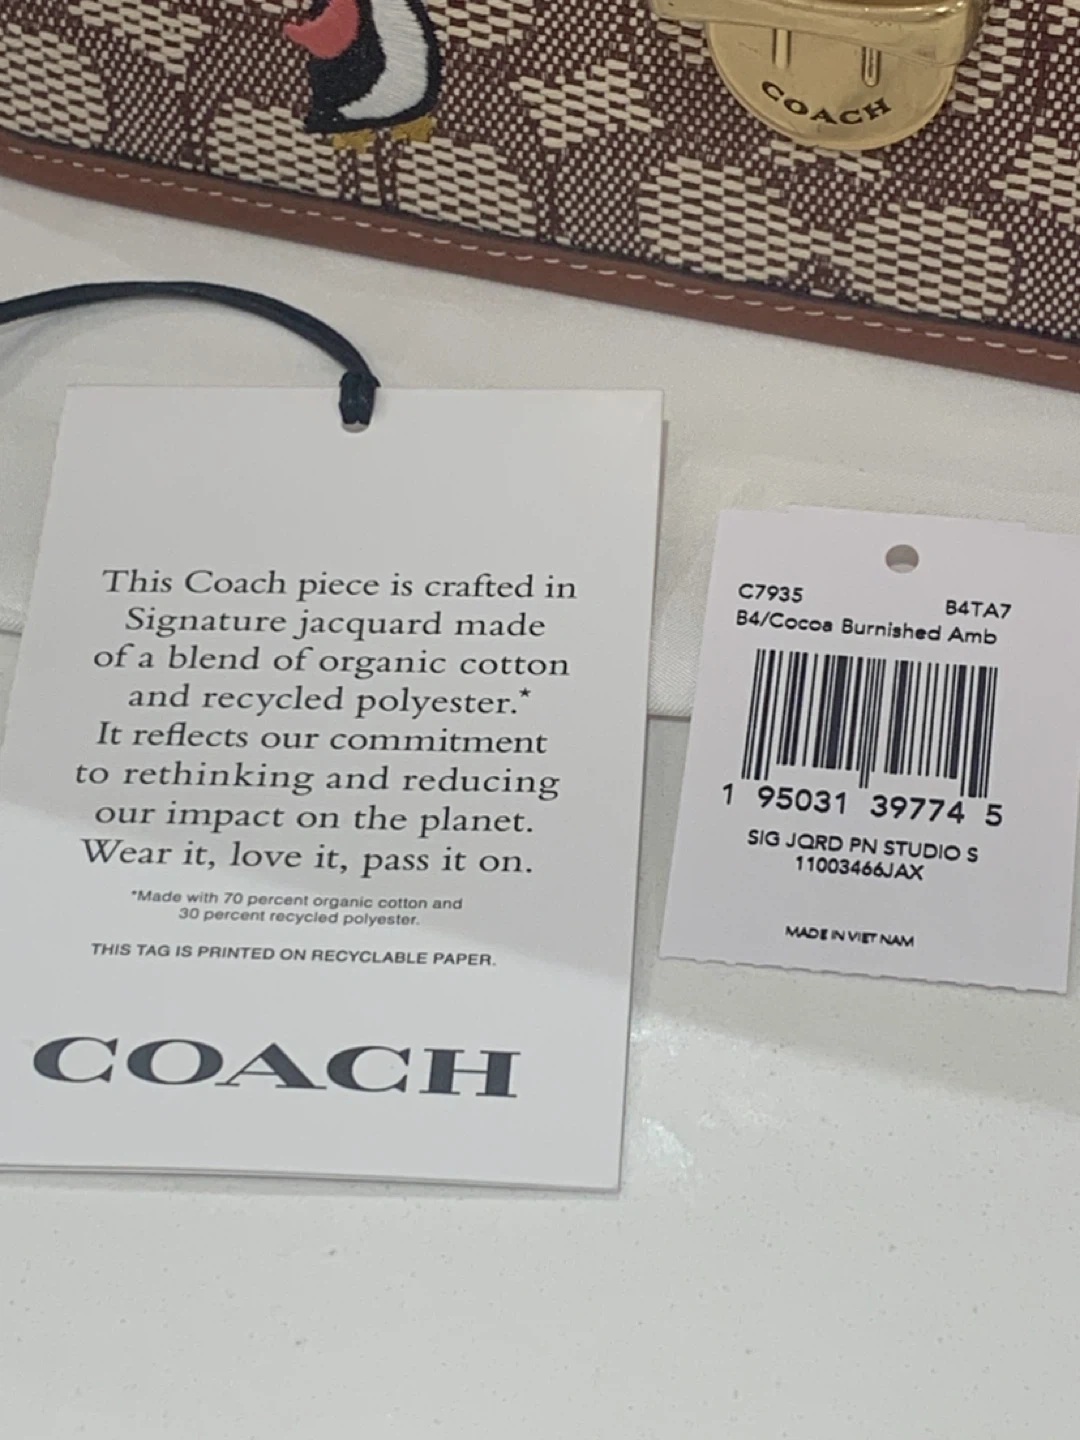 COACH
This Coach piece is crafted in
Signature jacquard made
of a blend of organic cotton
and recycled polyester.*
It reflects our commitment
to rethinking and reducing
our impact on the planet.
Wear it, love it, pass it on.
*Made with 70 percent organic cotton and
30 percent recycled polyester.
THIS TAG IS PRINTED ON RECYCLABLE PAPER.
COACH
C7935 B4TA7
B4/Cocoa Burnished Amb
1 95031 39774 5
SIG JQRD PN STUDIO S
11003466JAX
MADE IN VIET NAM